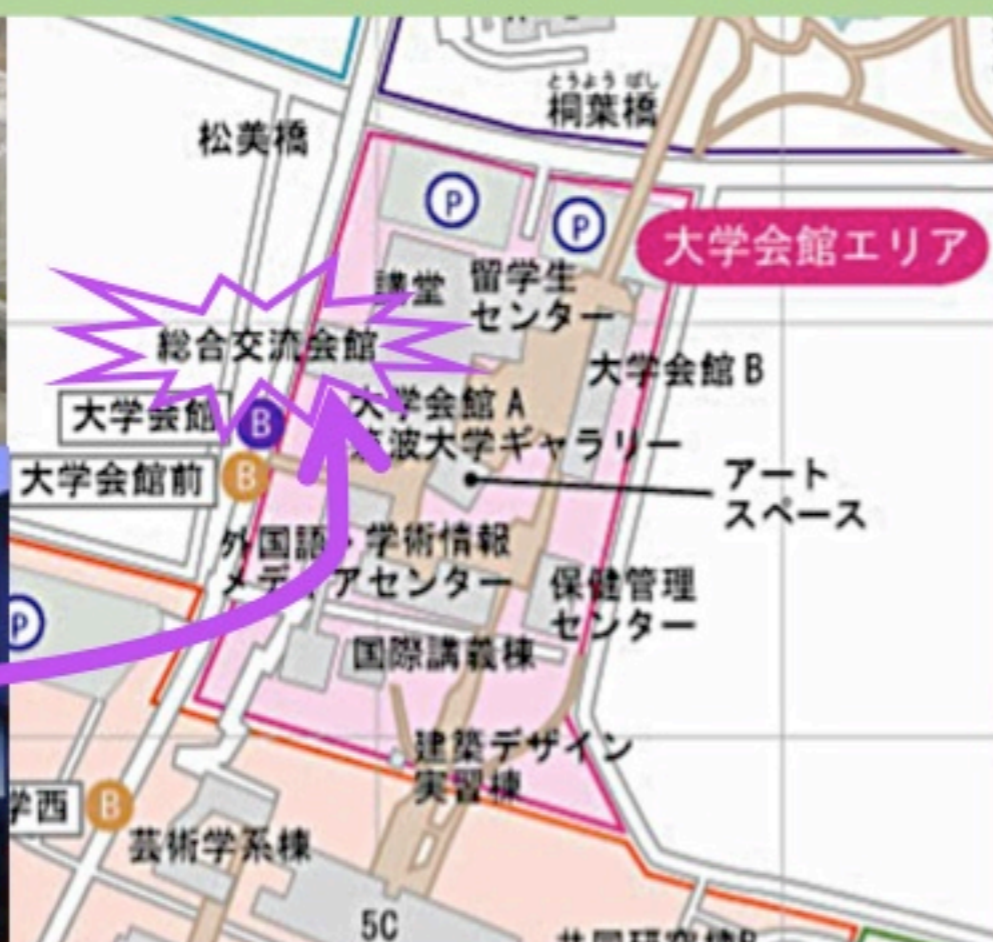 とうよう ばし
桐葉橋
松美橋
P
P
大学会館エリア
講堂
留学生
センター
総合交流会館
大学会館B
大学会館
B
大学会館A
筑波大学ギャラリー
大学会館前
B
アート
スペース
外国語・学術情報
メディアセンター
保健管理
センター
P
国際講義棟
建築デザイン
実習棟
学西
B
芸術学系棟
5C
共同研究棟B